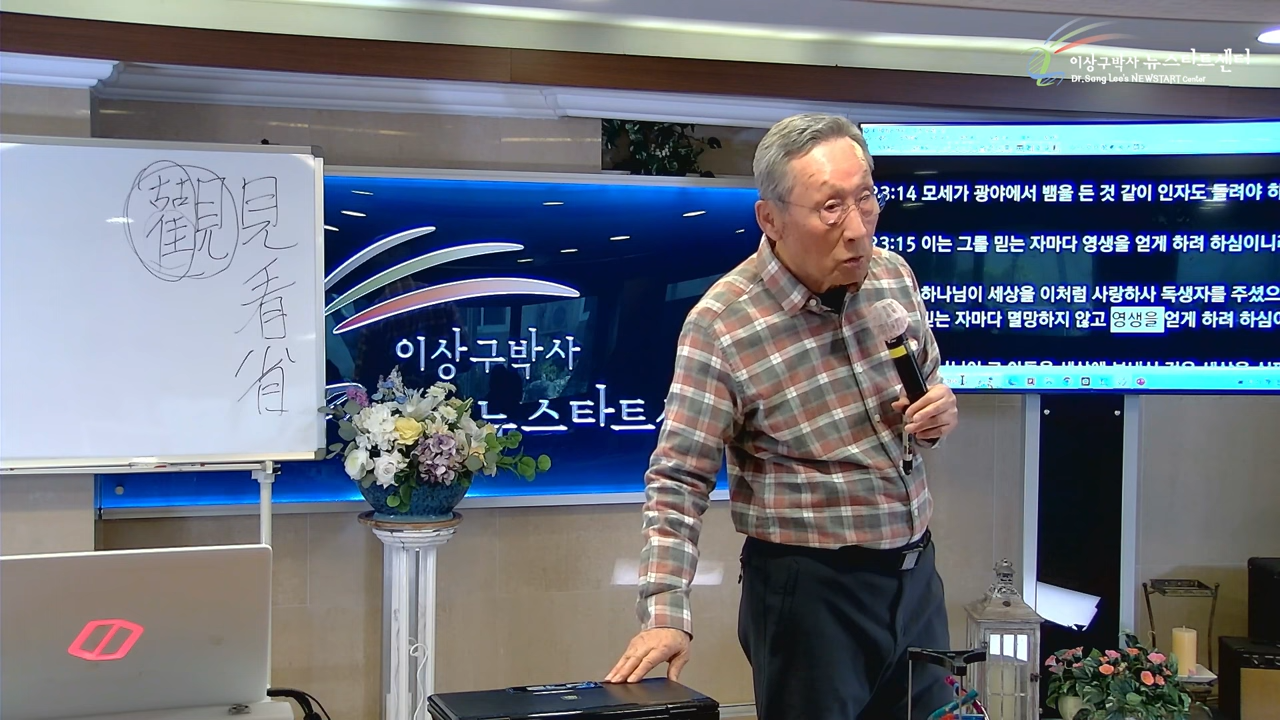 이상구박사 뉴스타트센터
Dr. Sang Lee's NEWSTART Center
觀 見
看
省
이상구박사
뉴스타트
3:14 모세가 광야에서 뱀을 든 것 같이 인자도 들려야 하
3:15 이는 그를 믿는 자마다 영생을 얻게 하려 하심이니라
하나님이 세상을 이처럼 사랑하사 독생자를 주셨으
믿는 자마다 멸망하지 않고 영생을 얻게 하려 하심이